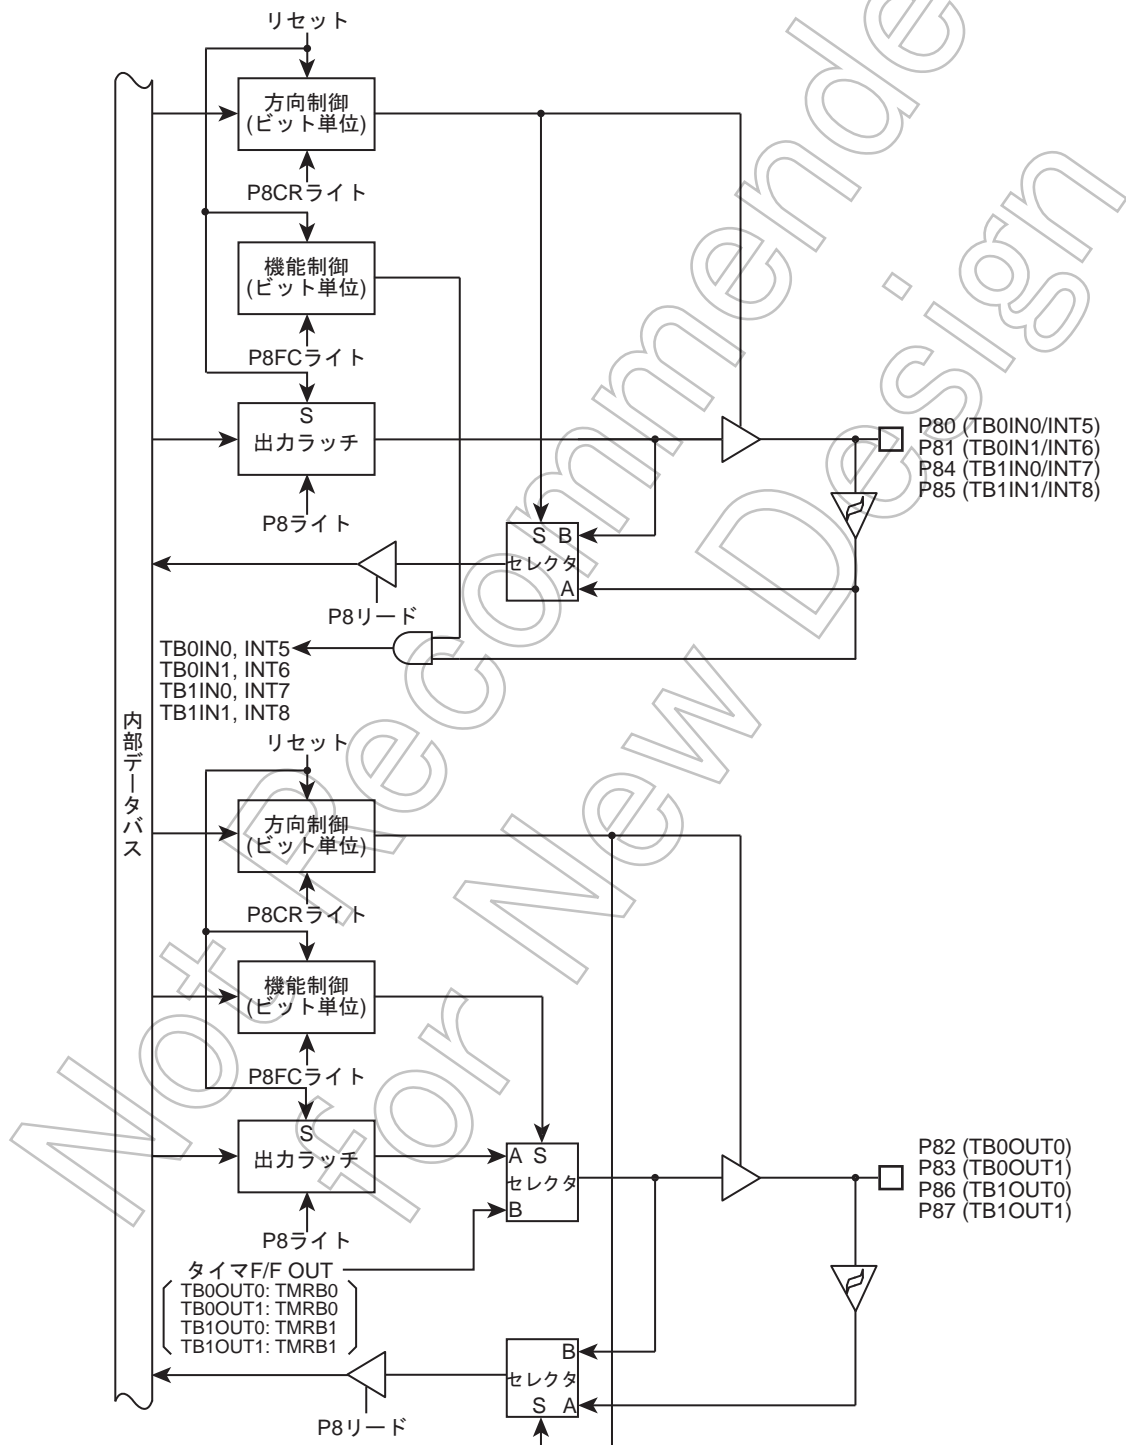 リセット
方向制御
(ビット単位)
P8CRライト
機能制御
(ビット単位)
P8FCライト
S
出力ラッチ
P8ライト
P80 (TB0IN0/INT5)
P81 (TB0IN1/INT6)
P84 (TB1IN0/INT7)
P85 (TB1IN1/INT8)
S B
セレクタ
A
P8リード
TB0IN0, INT5
TB0IN1, INT6
TB1IN0, INT7
TB1IN1, INT8
内部データバス
リセット
方向制御
(ビット単位)
P8CRライト
機能制御
(ビット単位)
P8FCライト
S
出力ラッチ
P8ライト
A S
セレクタ
B
P82 (TB0OUT0)
P83 (TB0OUT1)
P86 (TB1OUT0)
P87 (TB1OUT1)
タイマF/F OUT
TB0OUT0: TMRB0
TB0OUT1: TMRB0
TB1OUT0: TMRB1
TB1OUT1: TMRB1
B
セレクタ
S A
P8リード
Not Recommende
for New Design